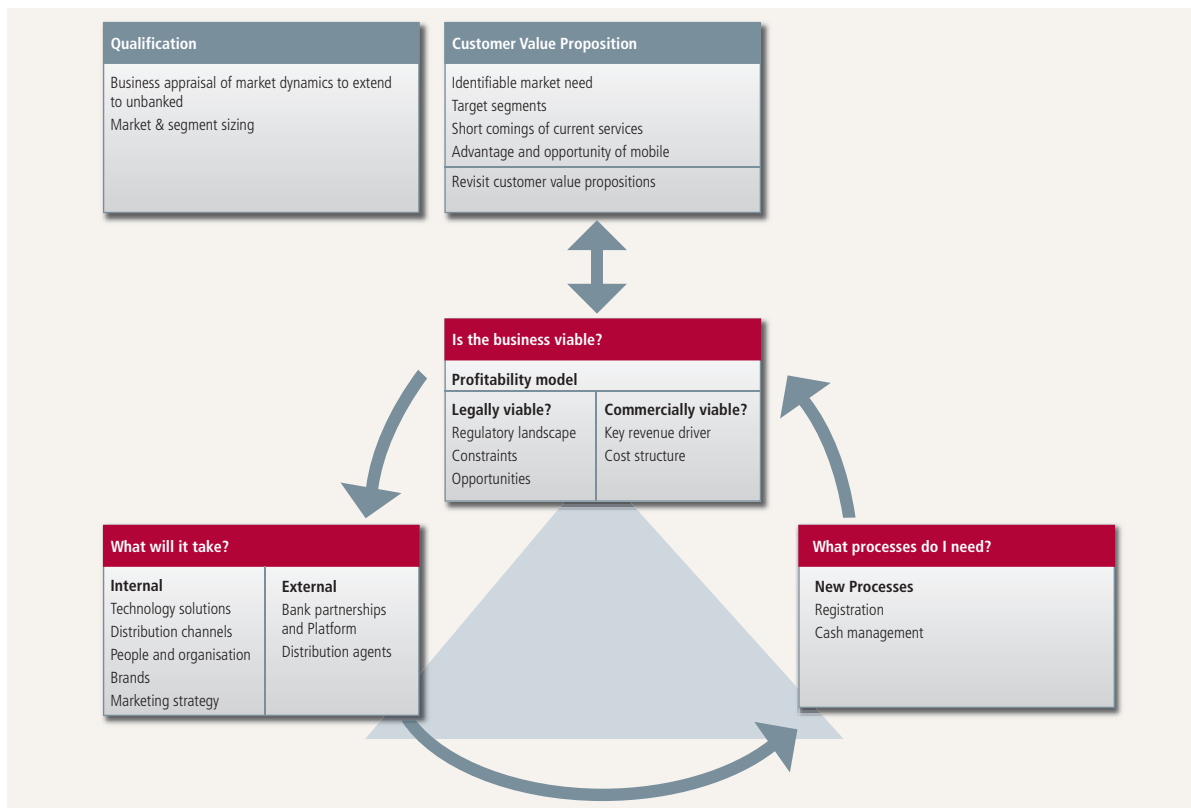 Qualification
Business appraisal of market dynamics to extend
to unbanked
Market & segment sizing
Customer Value Proposition
Identifiable market need
Target segments
Short comings of current services
Advantage and opportunity of mobile
Revisit customer value propositions
Is the business viable?
Profitability model
Legally viable?
Regulatory landscape
Constraints
Opportunities
Commercially viable?
Key revenue driver
Cost structure
What will it take?
Internal
Technology solutions
Distribution channels
People and organisation
Brands
Marketing strategy
External
Bank partnerships
and Platform
Distribution agents
What processes do I need?
New Processes
Registration
Cash management